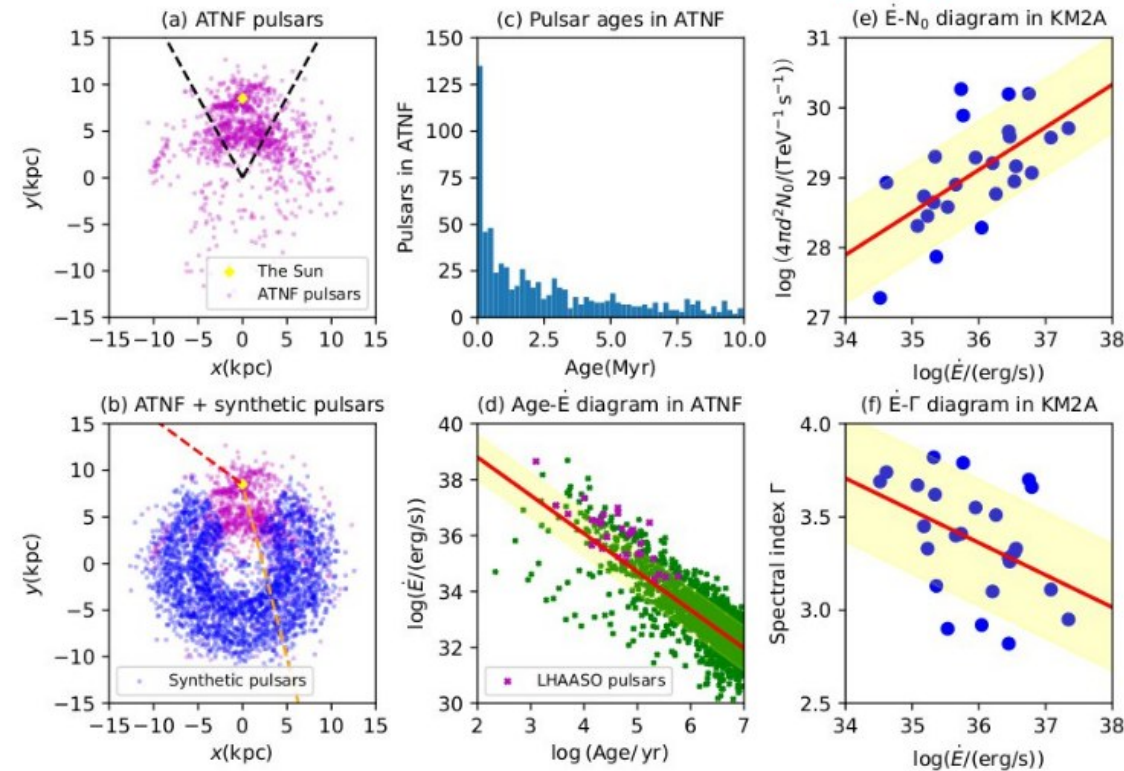 (a) ATNF pulsars
15
10
5
0
−5
−10
−15
−15 −10 −5 0 5 10 15
y(kpc)
x(kpc)
The Sun
ATNF pulsars
(c) Pulsar ages in ATNF
150
125
100
75
50
25
0
0.0 2.5 5.0 7.5 10.0
Pulsars in ATNF
Age(Myr)
(e) Ė-N₀ diagram in KM2A
31
30
29
28
27
34 35 36 37 38
log (4πd²N₀/(TeV⁻¹ s⁻¹))
log(Ė/(erg/s))
(b) ATNF + synthetic pulsars
15
10
5
0
−5
−10
−15
−15 −10 −5 0 5 10 15
y(kpc)
x(kpc)
Synthetic pulsars
(d) Age-Ė diagram in ATNF
40
38
36
34
32
30
2 3 4 5 6 7
log(Ė/(erg/s))
log (Age/yr)
LHAASO pulsars
(f) Ė-Γ diagram in KM2A
4.0
3.5
3.0
2.5
34 35 36 37 38
Spectral index Γ
log(Ė/(erg/s))